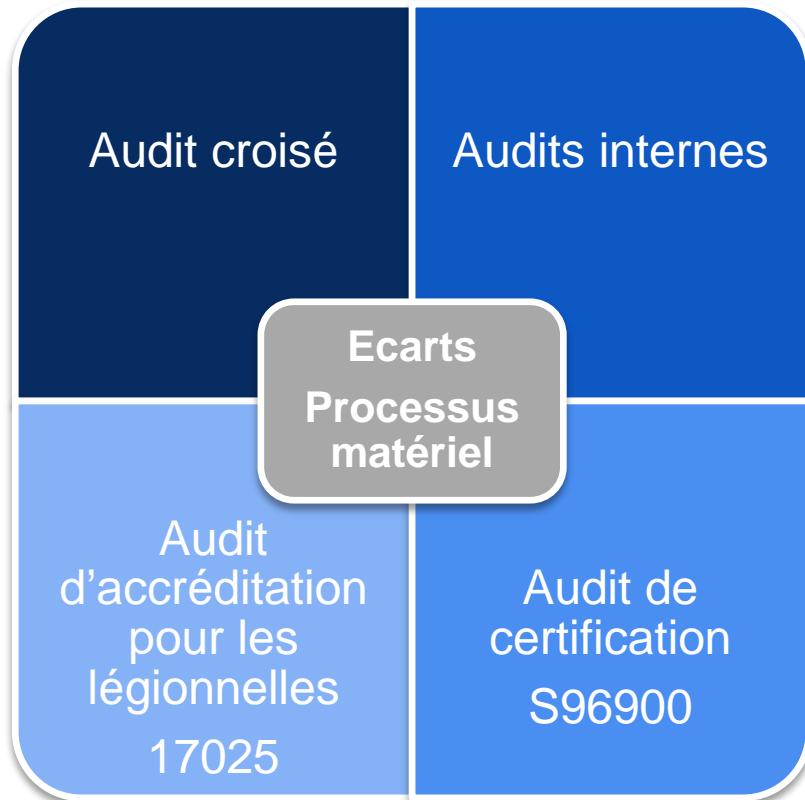 Audit croisé
Audits internes
Ecarts
Processus
matériel
Audit
d’accréditation
pour les
légionnelles
17025
Audit de
certification
S96900